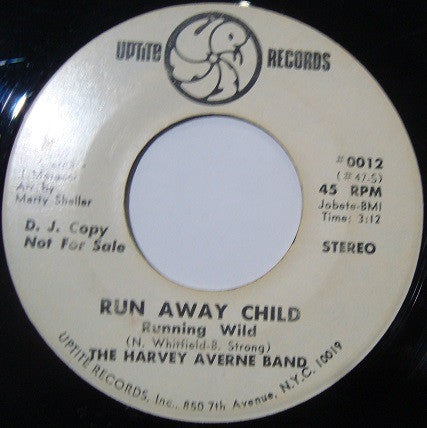 UPTITE RECORDS
#0012
(#47-S)
45 RPM
Jobete-BMI
Time: 3:12
STEREO
Arr. by
Marty Sheller
D. J. Copy
Not For Sale
RUN AWAY CHILD
Running Wild
(N. Whitfield-B. Strong)
THE HARVEY AVERNE BAND
UPTITE RECORDS, Inc., 850 7th Avenue, N.Y.C. 10019